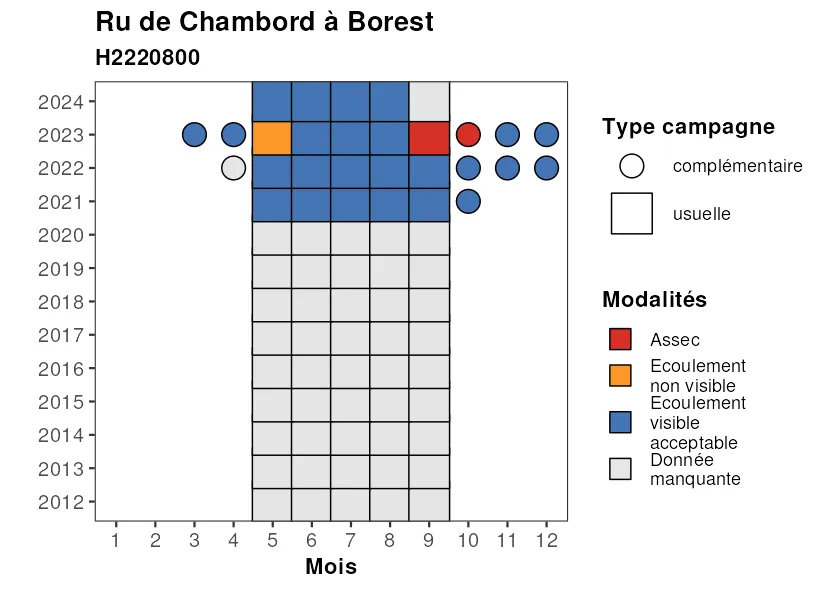 Ru de Chambord à Borest
H2220800
2024
2023
2022
2021
2020
2019
2018
2017
2016
2015
2014
2013
2012
1 2 3 4 5 6 7 8 9 10 11 12
Mois
Type campagne
complémentaire
usuelle
Modalités
Assec
Ecoulement
non visible
Ecoulement
visible
acceptable
Donnée
manquante